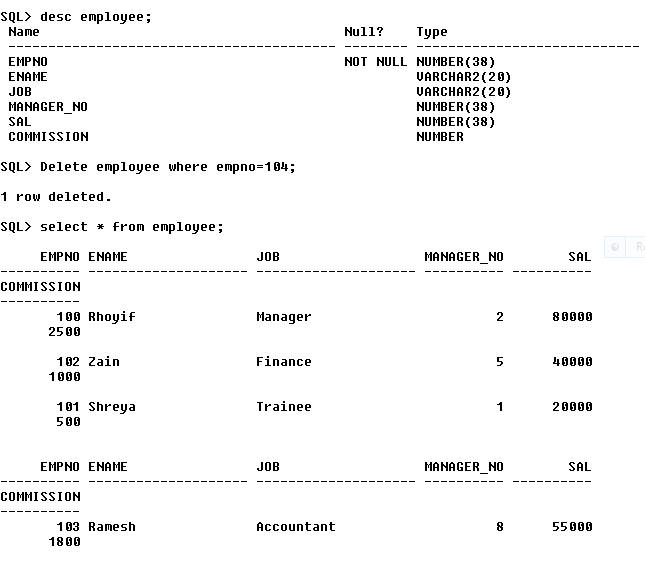 SQL> desc employee;
 Name                                      Null?    Type
 ----------------------------------------- -------- ----------------------------
 EMPNO                                     NOT NULL NUMBER(38)
 ENAME                                              VARCHAR2(20)
 JOB                                                VARCHAR2(20)
 MANAGER_NO                                         NUMBER(38)
 SAL                                                NUMBER(38)
 COMMISSION                                         NUMBER
SQL> Delete employee where empno=104;
1 row deleted.
SQL> select * from employee;
     EMPNO ENAME                JOB                  MANAGER_NO        SAL
---------- -------------------- -------------------- ---------- ----------
COMMISSION
----------
       100 Rhoyif               Manager                       2      80000
      2500
       102 Zain                 Finance                       5      40000
      1000
       101 Shreya               Trainee                       1      20000
       500
     EMPNO ENAME                JOB                  MANAGER_NO        SAL
---------- -------------------- -------------------- ---------- ----------
COMMISSION
----------
       103 Ramesh               Accountant                    8      55000
      1800